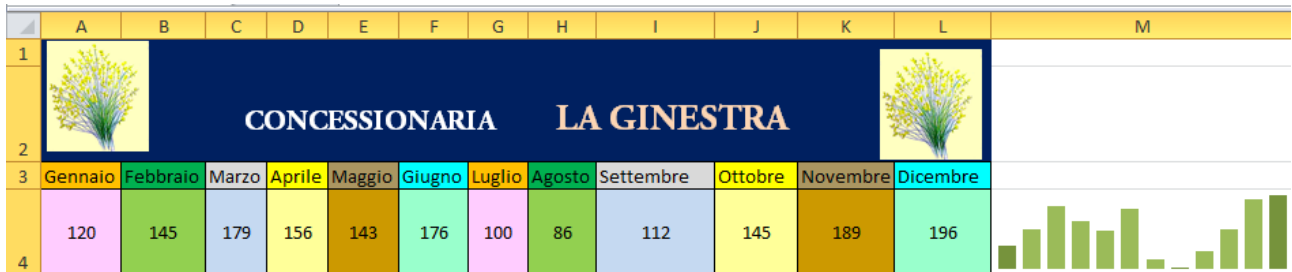 A B C D E F G H I J K L M
1
CONCESSIONARIA LA GINESTRA
2
3 Gennaio Febbraio Marzo Aprile Maggio Giugno Luglio Agosto Settembre Ottobre Novembre Dicembre
120 145 179 156 143 176 100 86 112 145 189 196
4